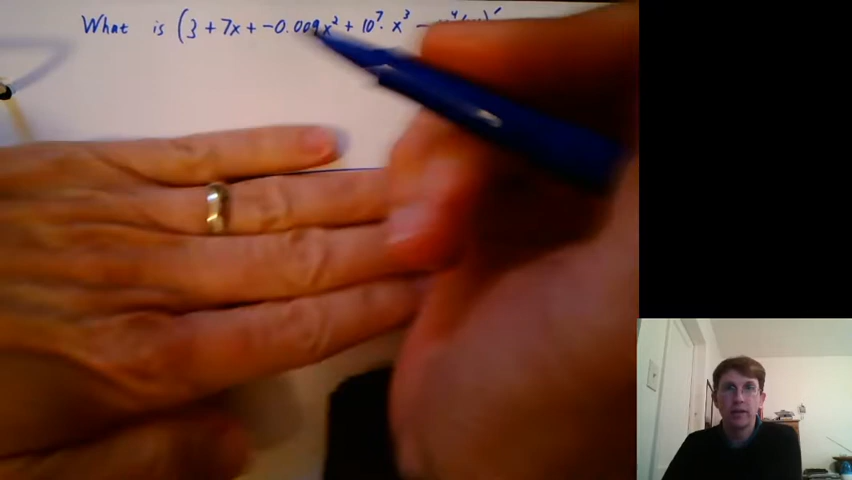 What is (3 + 7x + -0.009x² + 10⁷ · x³ -